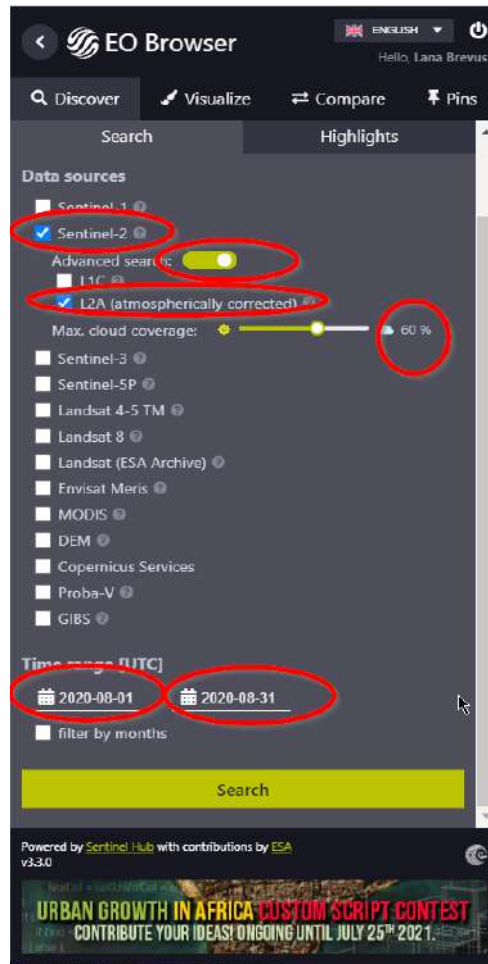 EO Browser
ENGLISH
Hello, Lana Brevus
Discover Visualize Compare Pins
Search Highlights
Data sources
Sentinel-1
Sentinel-2
Advanced search:
L1C
L2A (atmospherically corrected)
Max. cloud coverage: 60 %
Sentinel-3
Sentinel-5P
Landsat 4-5 TM
Landsat 8
Landsat (ESA Archive)
Envisat Meris
MODIS
DEM
Copernicus Services
Proba-V
GIBS
Time range [UTC]
2020-08-01 2020-08-31
filter by months
Search
Powered by Sentinel Hub with contributions by ESA
v3.3.0
URBAN GROWTH IN AFRICA CUSTOM SCRIPT CONTEST
CONTRIBUTE YOUR IDEAS! ONGOING UNTIL JULY 25TH 2021.